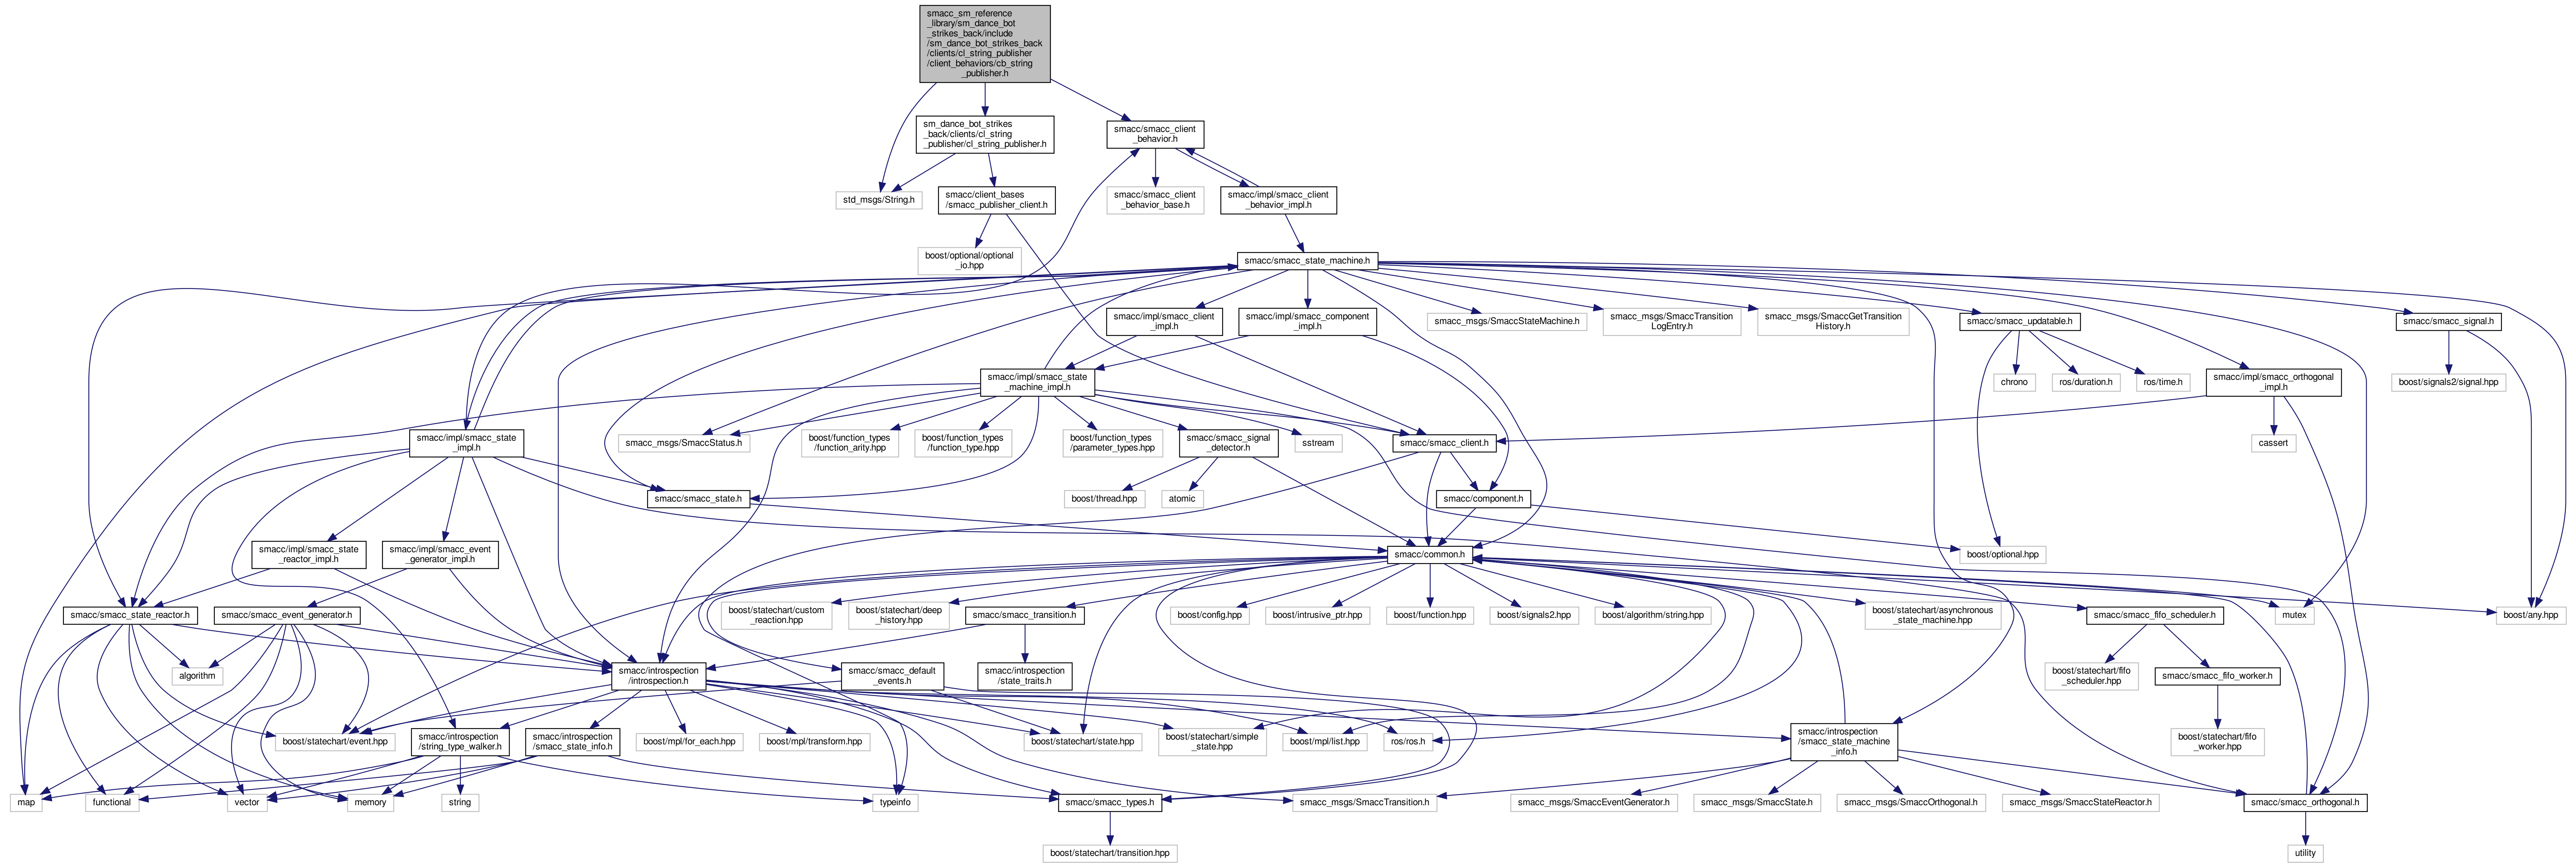 smacc_sm_reference
_library/sm_dance_bot
_strikes_back/include
/sm_dance_bot_strikes_back
/clients/cl_string_publisher
/client_behaviors/cb_string
_publisher.h
sm_dance_bot_strikes
_back/clients/cl_string
_publisher/cl_string_publisher.h
smacc/smacc_client
_behavior.h
std_msgs/String.h
smacc/client_bases
/smacc_publisher_client.h
smacc/smacc_client
_behavior_base.h
smacc/impl/smacc_client
_behavior_impl.h
boost/optional/optional
_io.hpp
smacc/smacc_state_machine.h
smacc/impl/smacc_client
_impl.h
smacc/impl/smacc_component
_impl.h
smacc_msgs/SmaccStateMachine.h
smacc_msgs/SmaccTransition
LogEntry.h
smacc_msgs/SmaccGetTransition
History.h
smacc/smacc_updatable.h
smacc/smacc_signal.h
smacc/impl/smacc_state
_machine_impl.h
chrono
ros/duration.h
ros/time.h
smacc/impl/smacc_orthogonal
_impl.h
boost/signals2/signal.hpp
smacc/impl/smacc_state
_impl.h
smacc_msgs/SmaccStatus.h
boost/function_types
/function_arity.hpp
boost/function_types
/function_type.hpp
boost/function_types
/parameter_types.hpp
smacc/smacc_signal
_detector.h
sstream
smacc/smacc_client.h
cassert
smacc/smacc_state.h
boost/thread.hpp
atomic
smacc/component.h
smacc/impl/smacc_state
_reactor_impl.h
smacc/impl/smacc_event
_generator_impl.h
smacc/common.h
boost/optional.hpp
smacc/smacc_state_reactor.h
smacc/smacc_event_generator.h
boost/statechart/custom
_reaction.hpp
boost/statechart/deep
_history.hpp
smacc/smacc_transition.h
boost/config.hpp
boost/intrusive_ptr.hpp
boost/function.hpp
boost/signals2.hpp
boost/algorithm/string.hpp
boost/statechart/asynchronous
_state_machine.hpp
smacc/smacc_fifo_scheduler.h
mutex
boost/any.hpp
algorithm
smacc/introspection
/introspection.h
smacc/smacc_default
_events.h
smacc/introspection
/state_traits.h
boost/statechart/fifo
_scheduler.hpp
smacc/smacc_fifo_worker.h
boost/statechart/event.hpp
smacc/introspection
/string_type_walker.h
smacc/introspection
/smacc_state_info.h
boost/mpl/for_each.hpp
boost/mpl/transform.hpp
boost/statechart/state.hpp
boost/statechart/simple
_state.hpp
boost/mpl/list.hpp
ros/ros.h
smacc/introspection
/smacc_state_machine
_info.h
boost/statechart/fifo
_worker.hpp
map
functional
vector
memory
string
typeinfo
smacc/smacc_types.h
smacc_msgs/SmaccTransition.h
smacc_msgs/SmaccEventGenerator.h
smacc_msgs/SmaccState.h
smacc_msgs/SmaccOrthogonal.h
smacc_msgs/SmaccStateReactor.h
smacc/smacc_orthogonal.h
boost/statechart/transition.hpp
utility